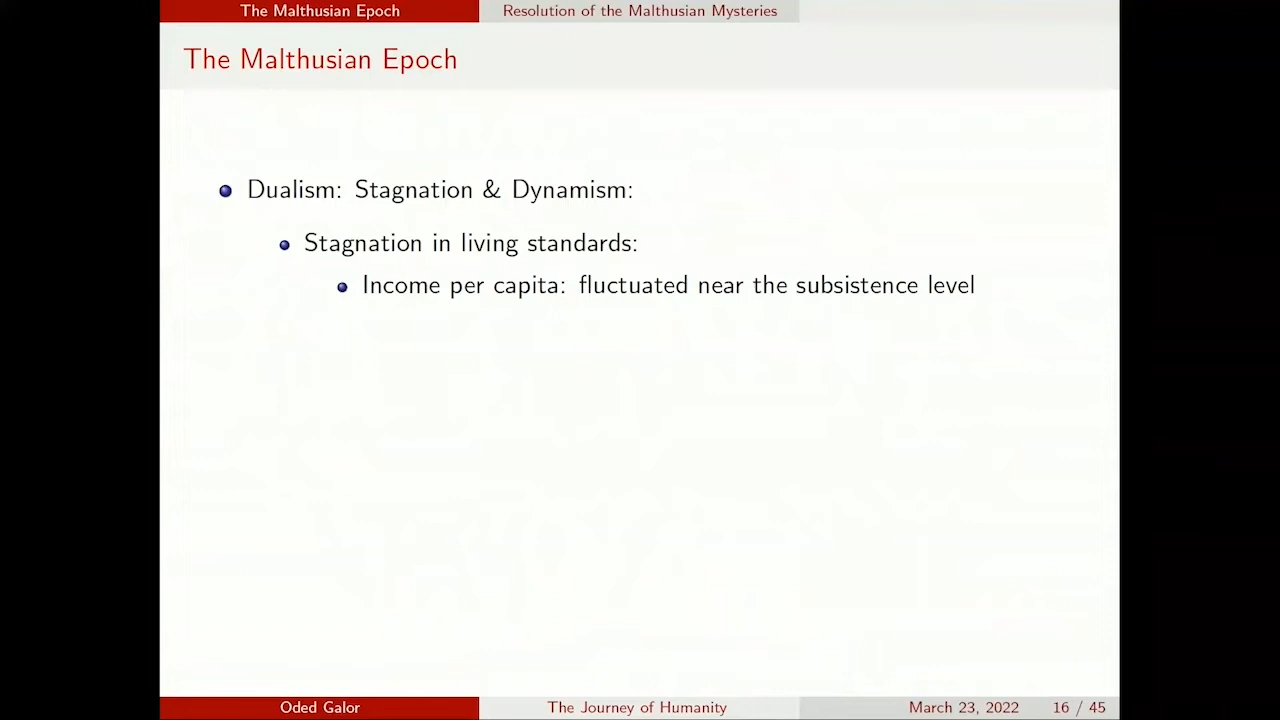 The Malthusian Epoch
Resolution of the Malthusian Mysteries
The Malthusian Epoch
Dualism: Stagnation & Dynamism:
Stagnation in living standards:
Income per capita: fluctuated near the subsistence level
Oded Galor
The Journey of Humanity
March 23, 2022
16 / 45